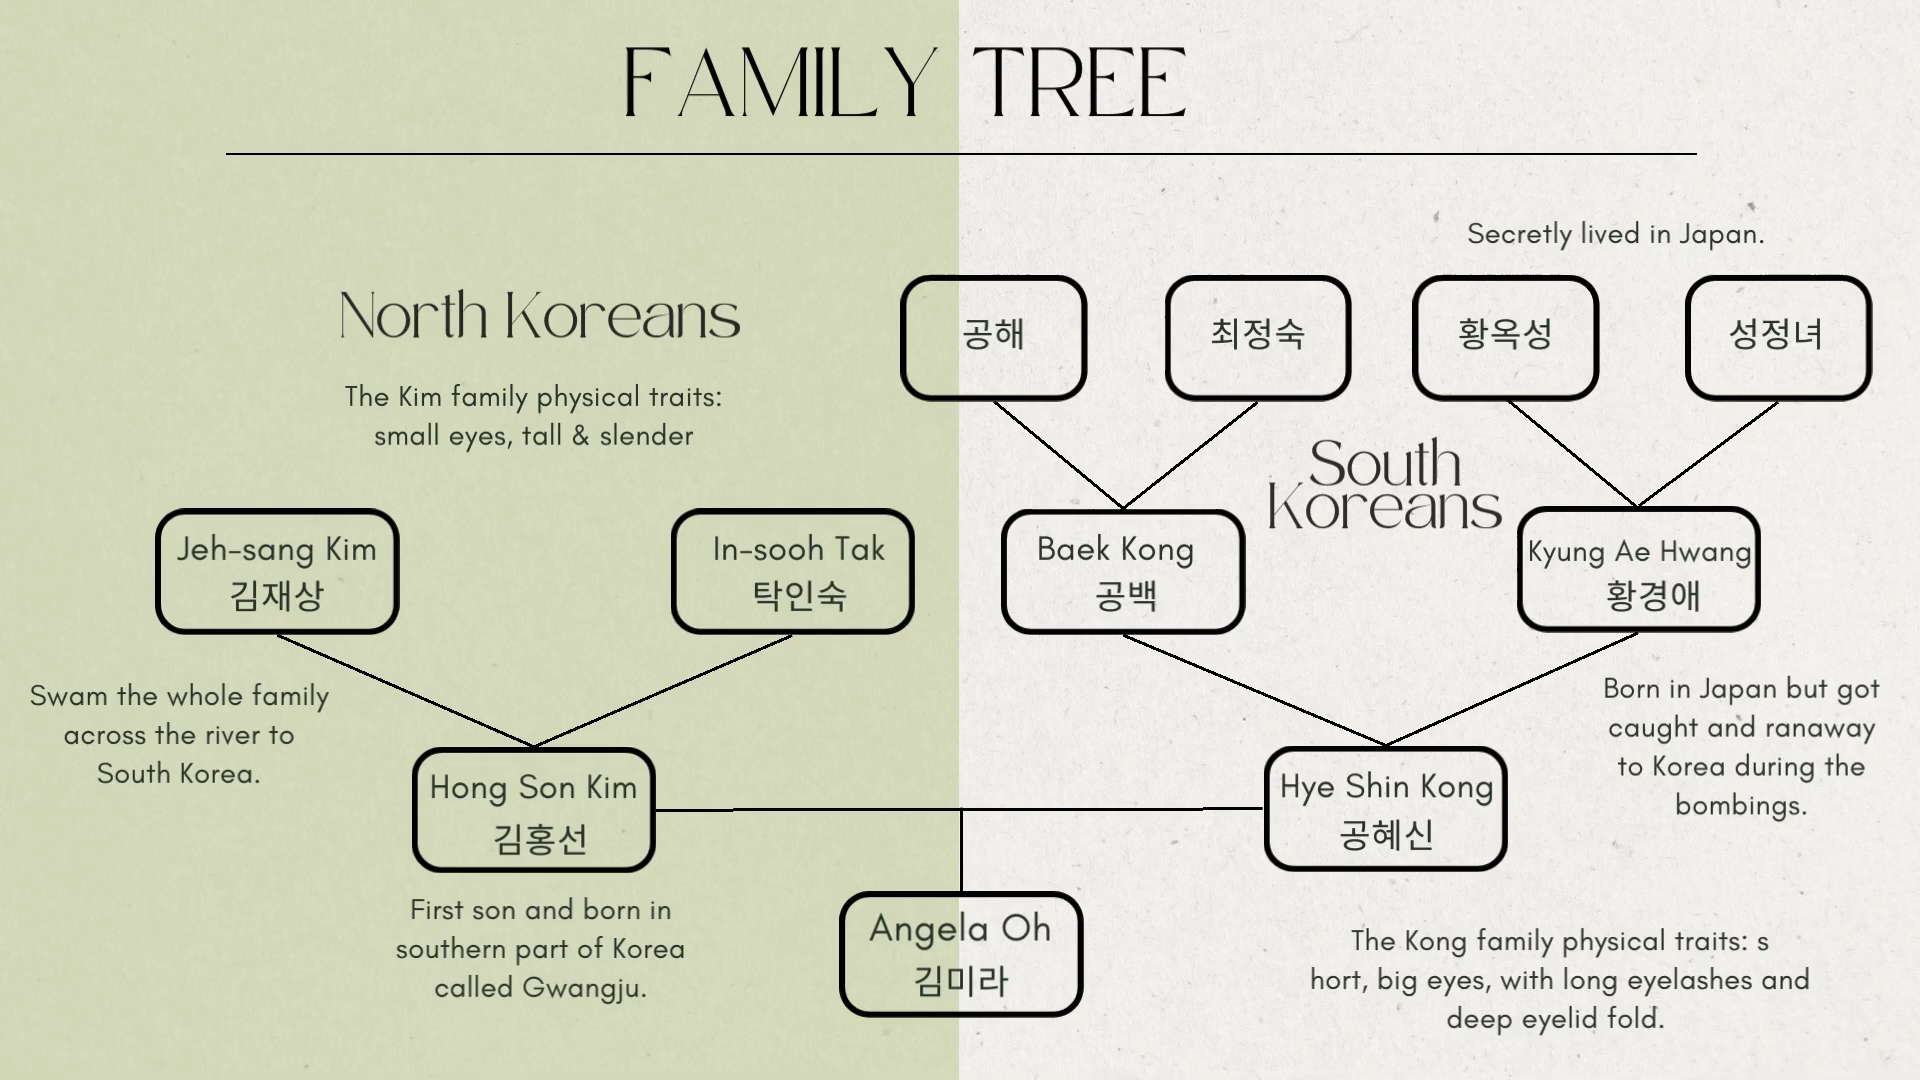 FAMILY TREE
Secretly lived in Japan.
North Koreans
The Kim family physical traits:
small eyes, tall & slender
공해
최정숙
황옥성
성정녀
South
Koreans
Jeh-sang Kim
김재상
In-sooh Tak
탁인숙
Baek Kong
공백
Kyung Ae Hwang
황경애
Swam the whole family
across the river to
South Korea.
Born in Japan but got
caught and ranaway
to Korea during the
bombings.
Hong Son Kim
김홍선
Hye Shin Kong
공혜신
First son and born in
southern part of Korea
called Gwangju.
Angela Oh
김미라
The Kong family physical traits: s
hort, big eyes, with long eyelashes and
deep eyelid fold.